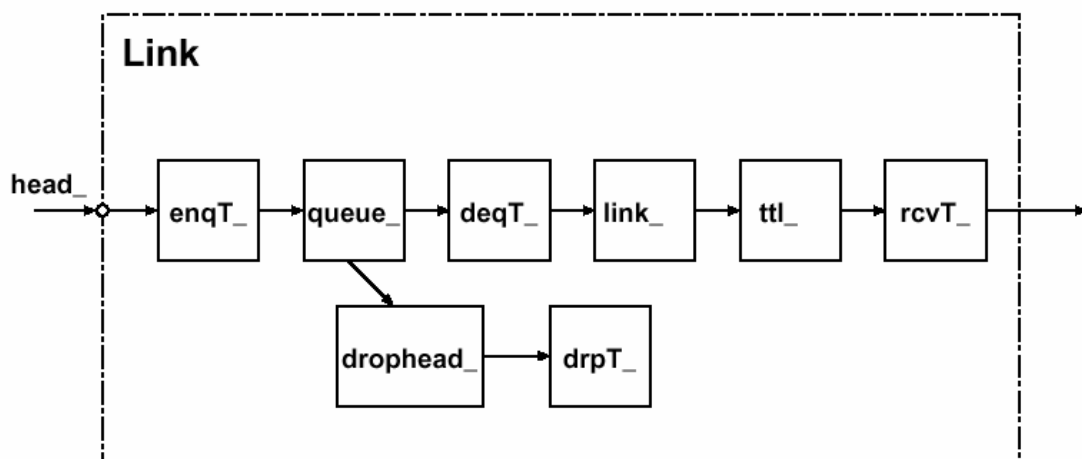 Link
head_
enqT_
queue_
deqT_
link_
ttl_
rcvT_
drophead_
drpT_